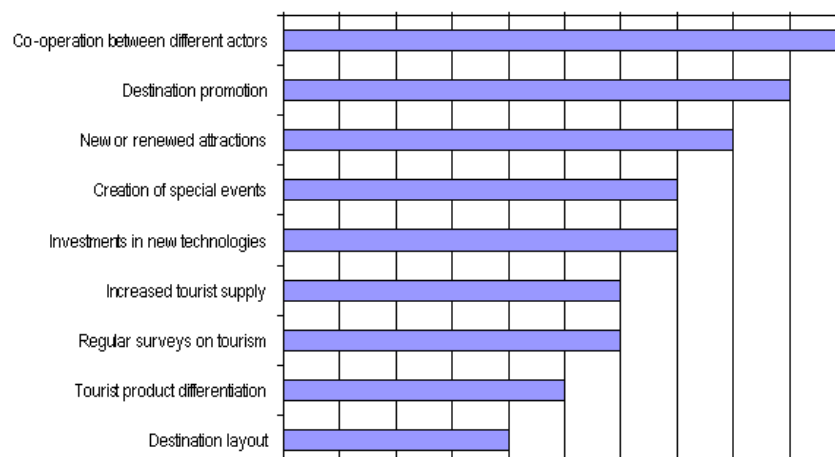 Co-operation between different actors
Destination promotion
New or renewed attractions
Creation of special events
Investments in new technologies
Increased tourist supply
Regular surveys on tourism
Tourist product differentiation
Destination layout